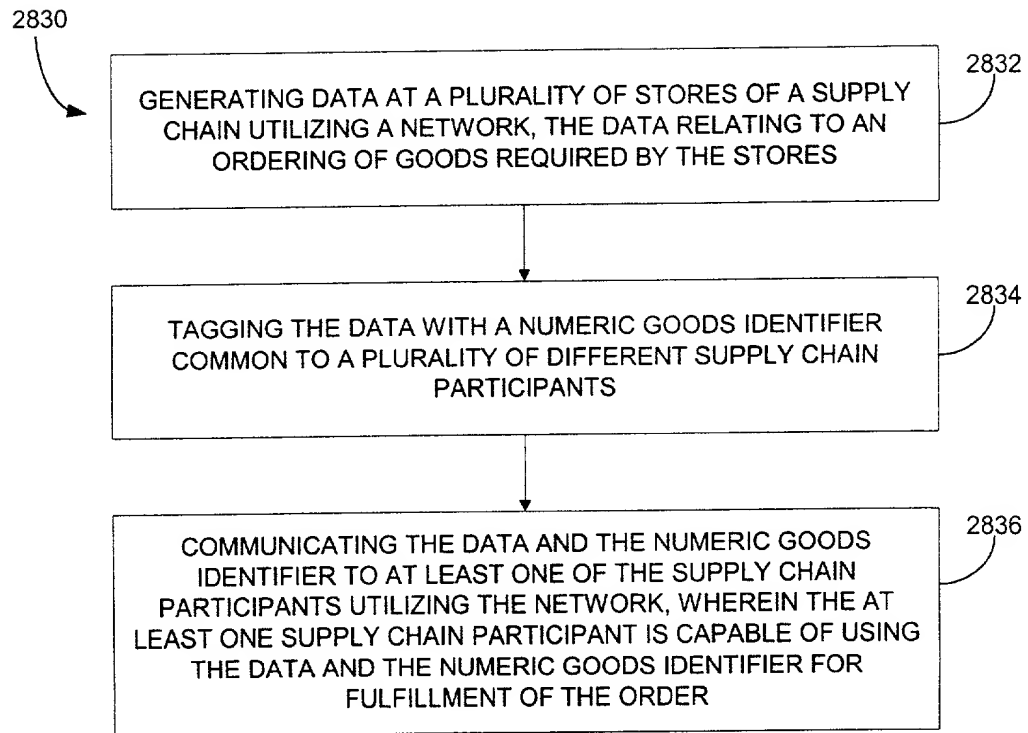 2830
2832
GENERATING DATA AT A PLURALITY OF STORES OF A SUPPLY
CHAIN UTILIZING A NETWORK, THE DATA RELATING TO AN
ORDERING OF GOODS REQUIRED BY THE STORES
2834
TAGGING THE DATA WITH A NUMERIC GOODS IDENTIFIER
COMMON TO A PLURALITY OF DIFFERENT SUPPLY CHAIN
PARTICIPANTS
2836
COMMUNICATING THE DATA AND THE NUMERIC GOODS
IDENTIFIER TO AT LEAST ONE OF THE SUPPLY CHAIN
PARTICIPANTS UTILIZING THE NETWORK, WHEREIN THE AT
LEAST ONE SUPPLY CHAIN PARTICIPANT IS CAPABLE OF USING
THE DATA AND THE NUMERIC GOODS IDENTIFIER FOR
FULFILLMENT OF THE ORDER